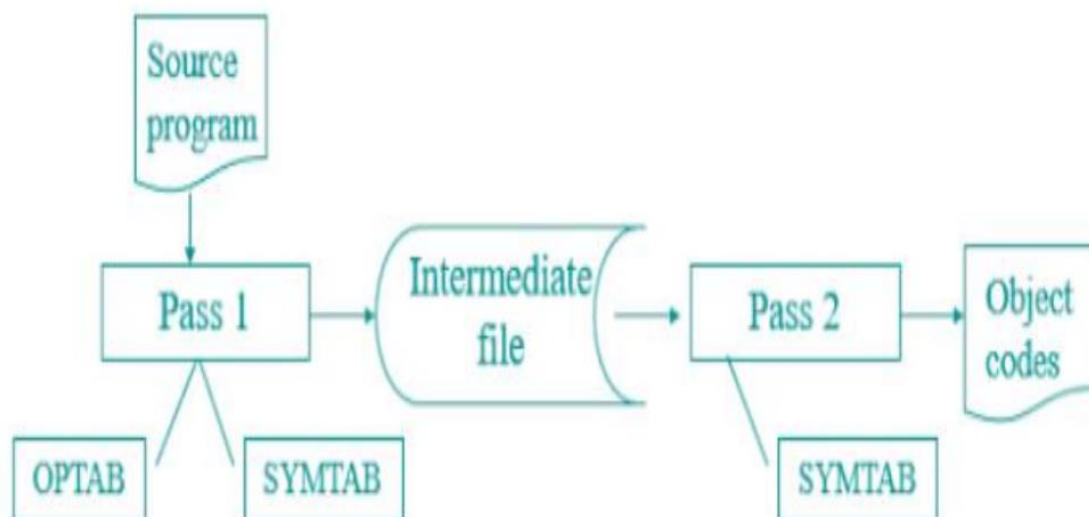 Source
program
Pass 1
Intermediate
file
Pass 2
Object
codes
OPTAB
SYMTAB
SYMTAB